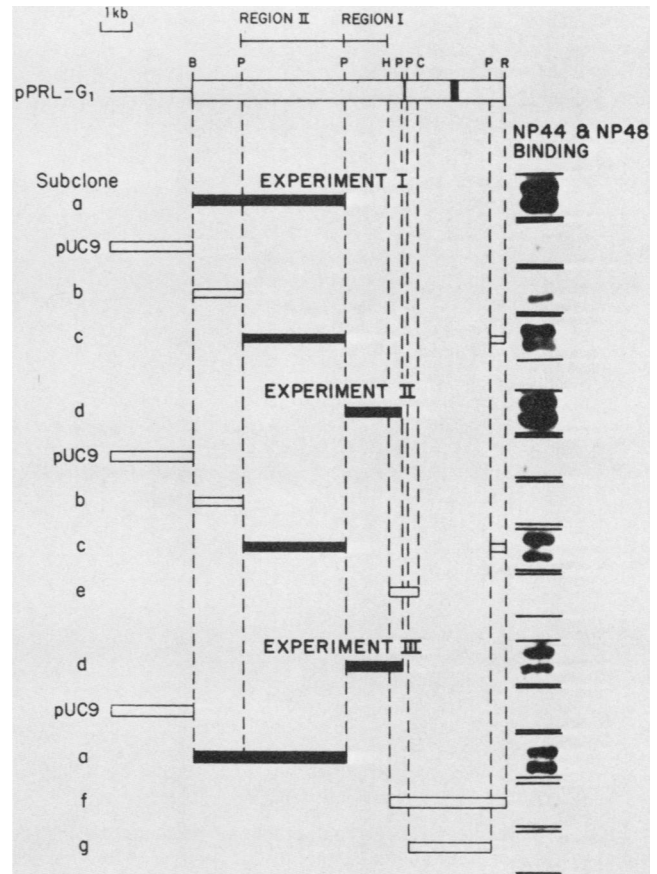 1kb
REGION II REGION I
B P P H P P C P R
pPRL-G₁
NP44 & NP48
BINDING
Subclone
EXPERIMENT I
a
pUC9
b
c
EXPERIMENT II
d
pUC9
b
c
e
EXPERIMENT III
d
pUC9
a
f
g